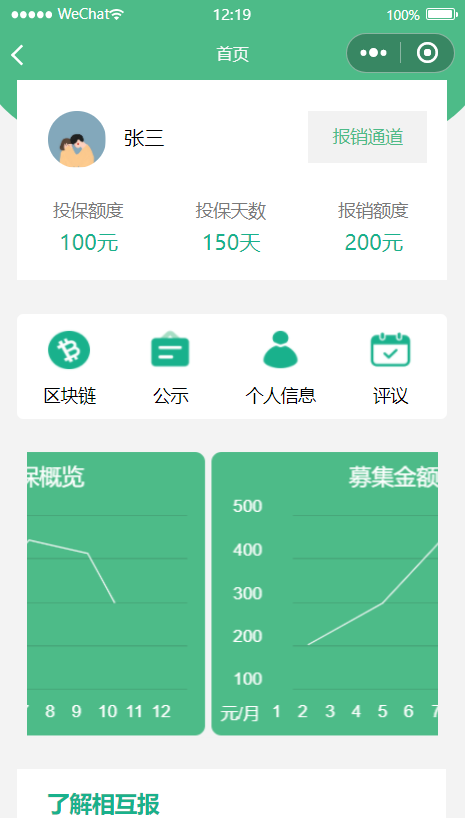 WeChat 12:19 100%
首页
张三 报销通道
投保额度 投保天数 报销额度
100元 150天 200元
区块链 公示 个人信息 评议
保概览 募集金额
500
400
300
200
100
8 9 10 11 12 元/月 1 2 3 4 5 6 7
了解相互报